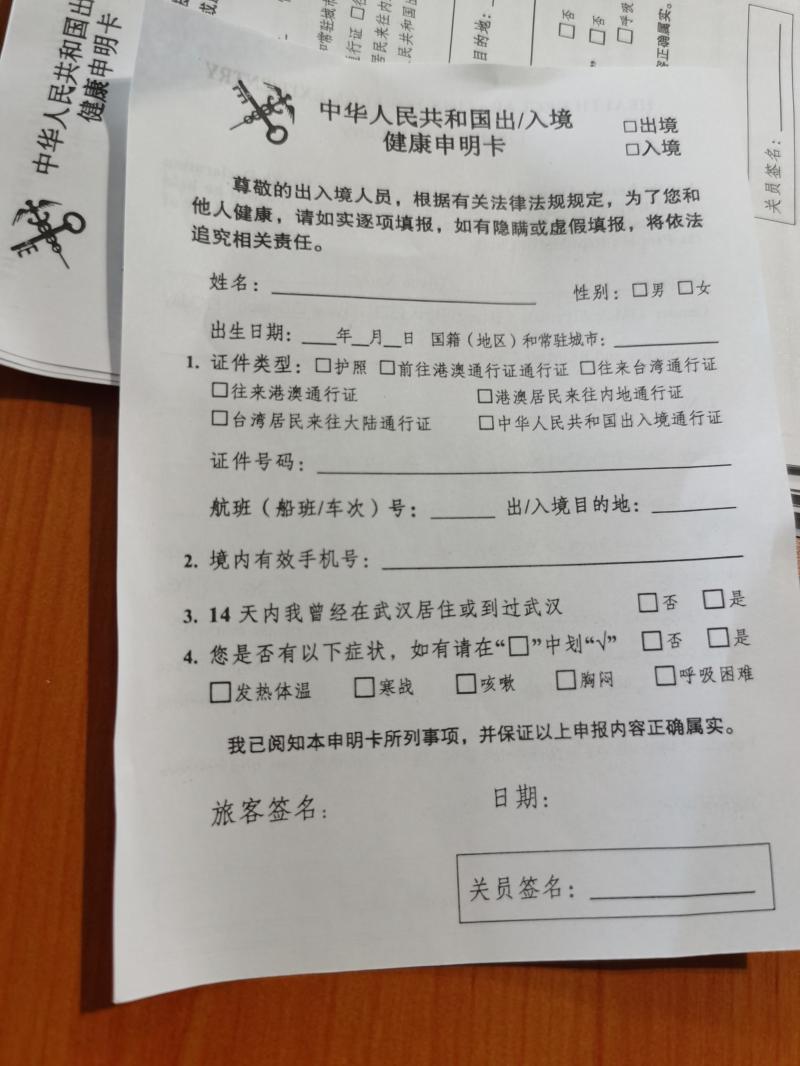 中华人民共和国出
健康申明卡
中华人民共和国出/入境
健康申明卡
□出境
□入境
尊敬的出入境人员，根据有关法律法规规定，为了您和
他人健康，请如实逐项填报，如有隐瞒或虚假填报，将依法
追究相关责任。
姓名：__________ 性别：□男 □女
出生日期：___年__月__日 国籍（地区）和常驻城市：________
1. 证件类型：□护照 □前往港澳通行证通行证 □往来台湾通行证
□往来港澳通行证 □港澳居民来往内地通行证
□台湾居民来往大陆通行证 □中华人民共和国出入境通行证
证件号码：__________
航班（船班/车次）号：_____ 出/入境目的地：______
2. 境内有效手机号：__________
3. 14 天内我曾经在武汉居住或到过武汉 □否 □是
4. 您是否有以下症状，如有请在“□”中划“√” □否 □是
□发热体温 □寒战 □咳嗽 □胸闷 □呼吸困难
我已阅知本申明卡所列事项，并保证以上申报内容正确属实。
旅客签名： 日期：
关员签名：________
关员签名：
目的地：
□否
□否
□呼吸
正确属实。